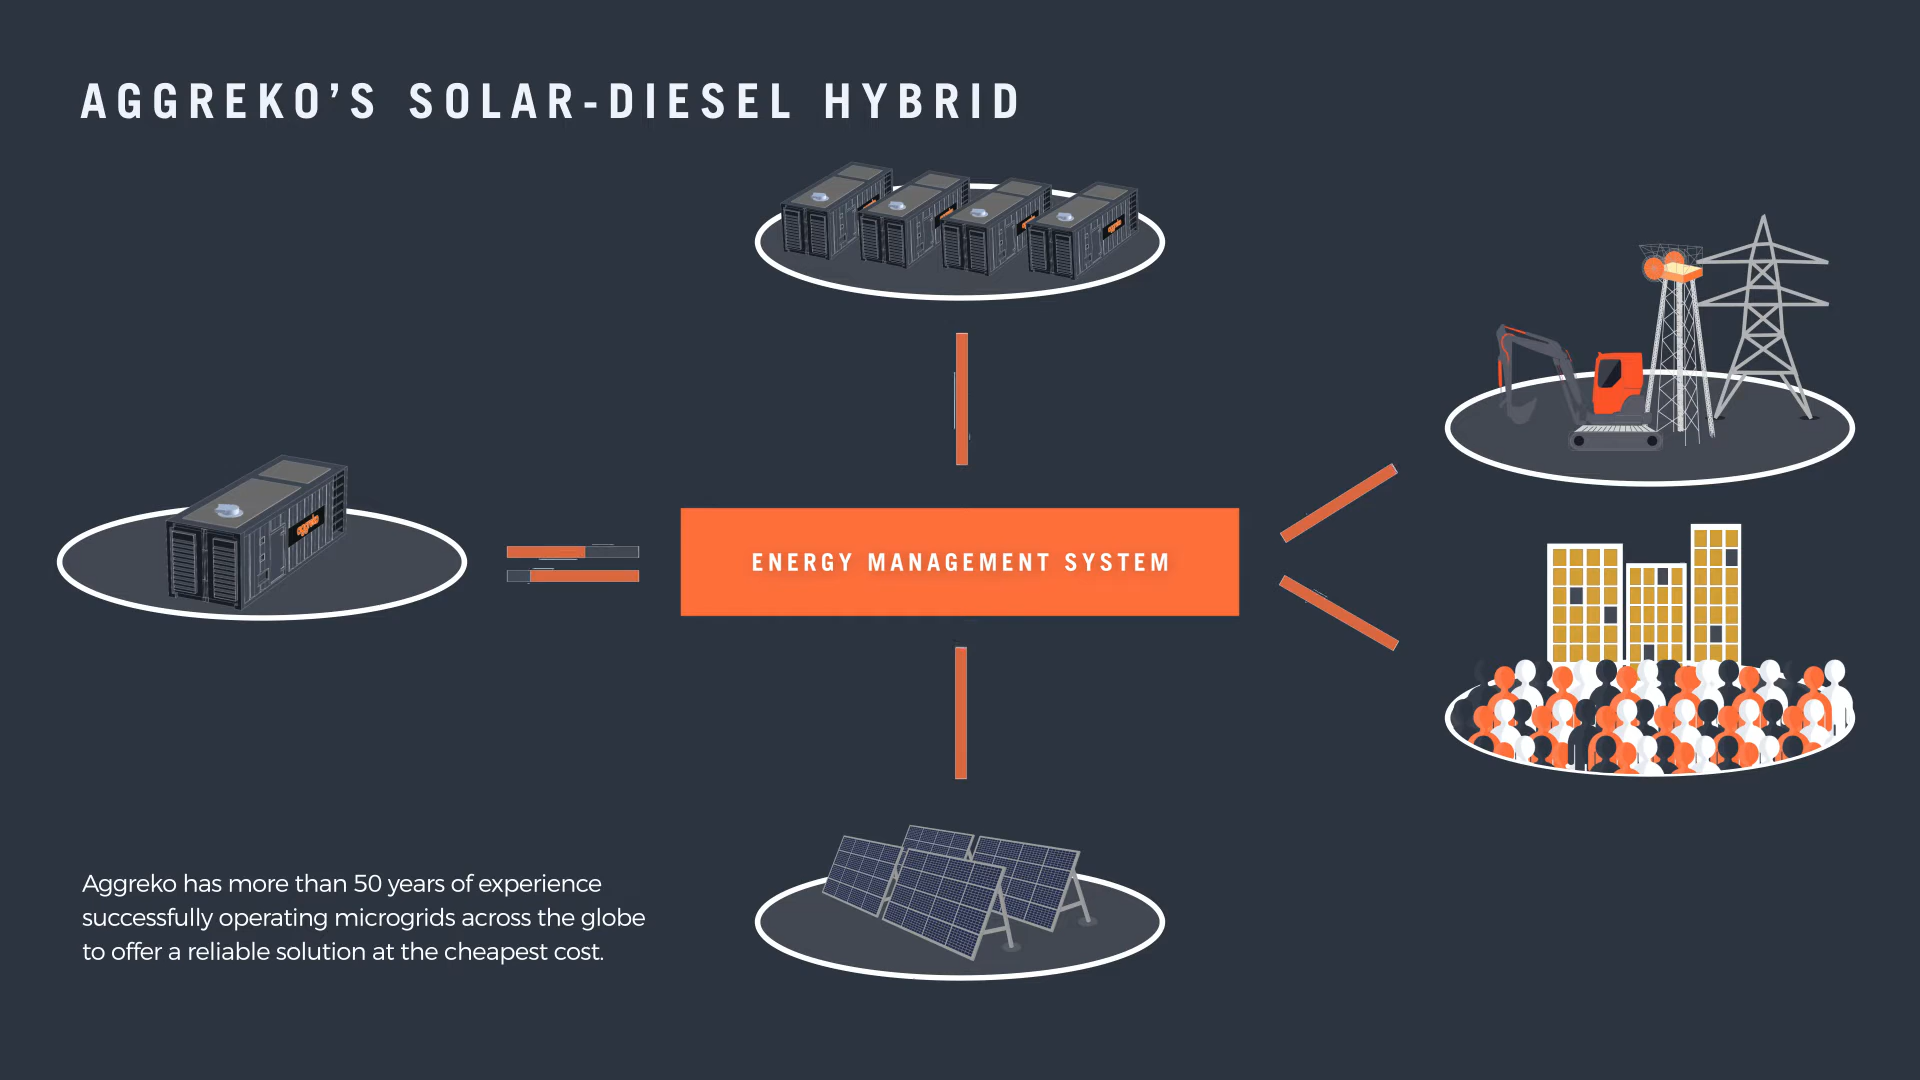 AGGREKO’S SOLAR-DIESEL HYBRID
ENERGY MANAGEMENT SYSTEM
Aggreko has more than 50 years of experience
successfully operating microgrids across the globe
to offer a reliable solution at the cheapest cost.